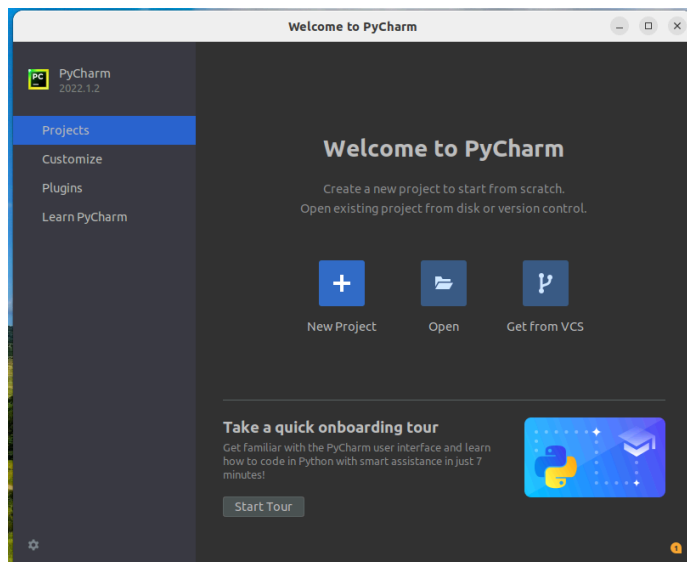 Welcome to PyCharm
PC
PyCharm
2022.1.2
Projects
Customize
Plugins
Learn PyCharm
Welcome to PyCharm
Create a new project to start from scratch.
Open existing project from disk or version control.
New Project
Open
Get from VCS
Take a quick onboarding tour
Get familiar with the PyCharm user interface and learn
how to code in Python with smart assistance in just 7
minutes!
Start Tour
1